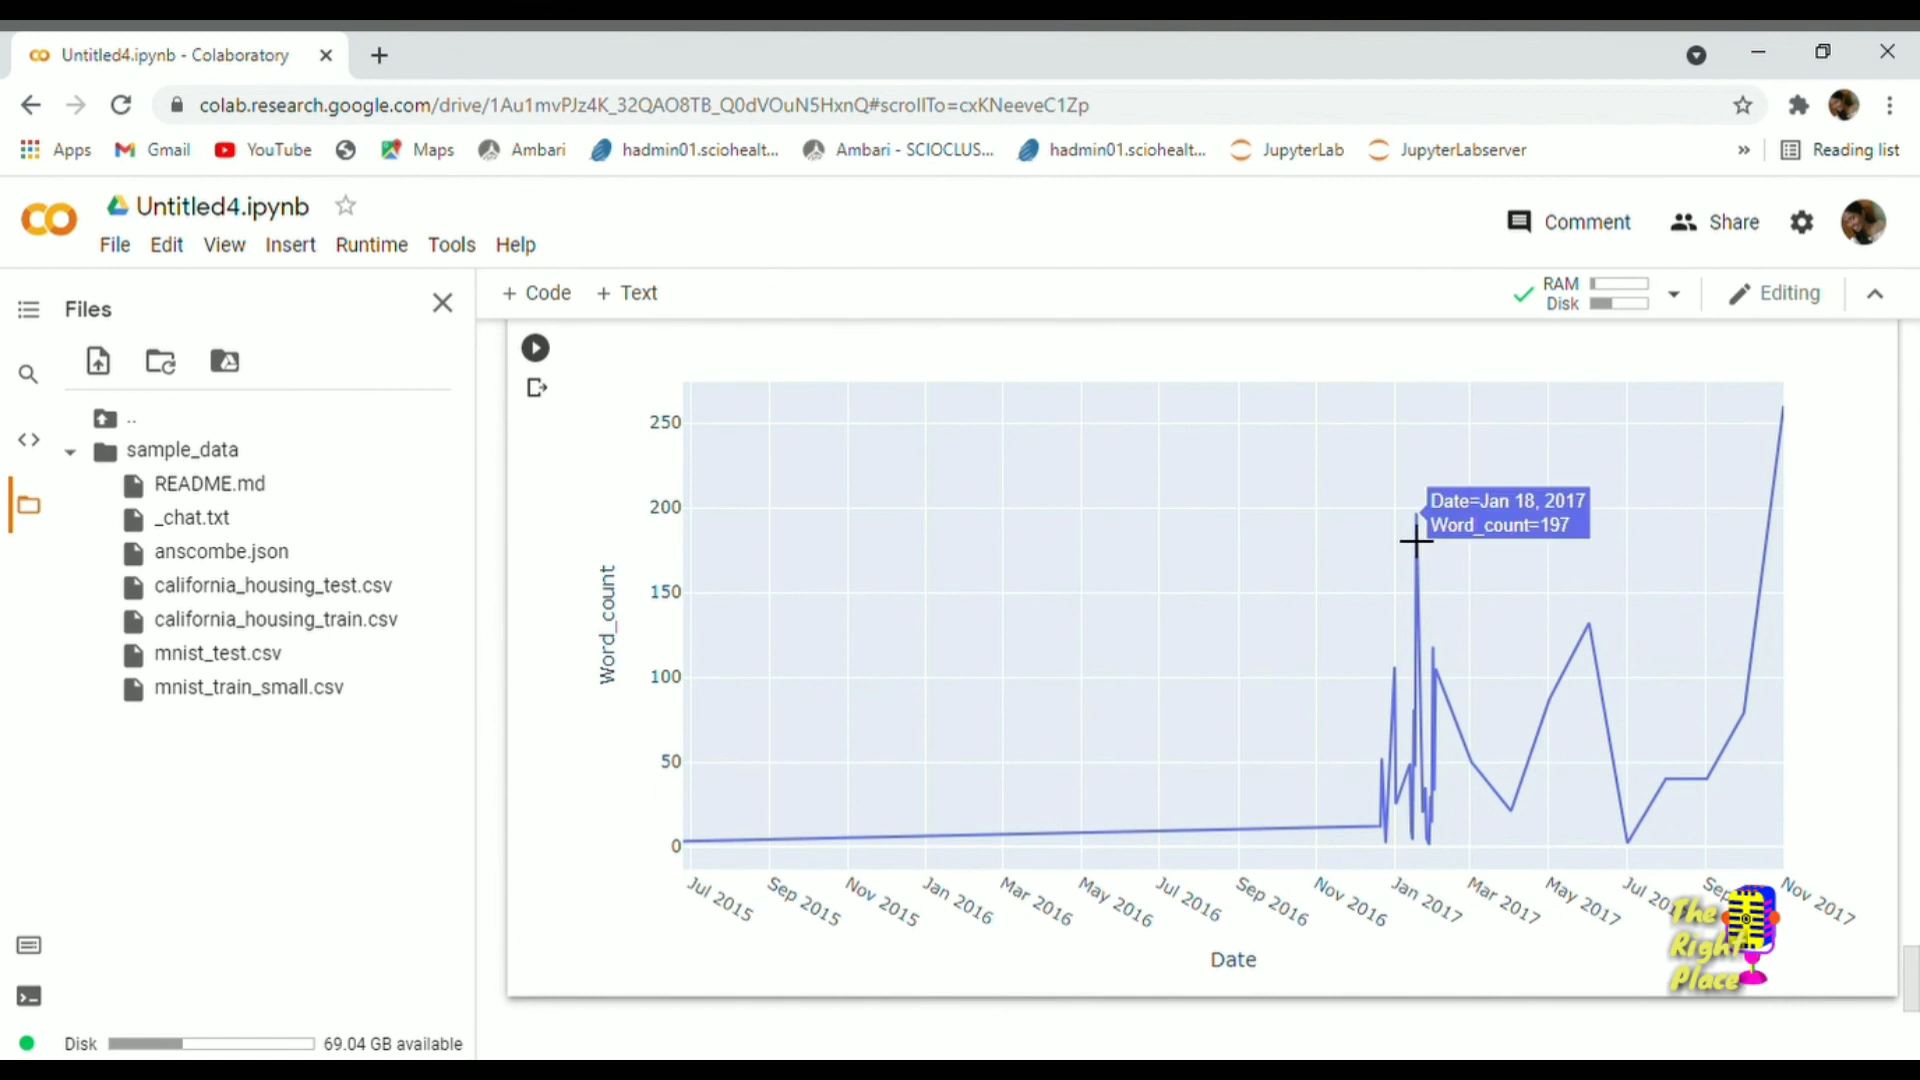 Untitled4.ipynb - Colaboratory
colab.research.google.com/drive/1Au1mvPJz4K_32QAO8TB_Q0dVOuN5HxnQ#scrollTo=cxKNeeveC1Zp
Apps Gmail YouTube Maps Ambari hadmin01.sciohealt... Ambari - SCIOCLUS... hadmin01.sciohealt... JupyterLab JupyterLabserver » Reading list
Untitled4.ipynb
Comment Share
File Edit View Insert Runtime Tools Help
Files
+ Code + Text
RAM
Disk
Editing
..
sample_data
README.md
_chat.txt
anscombe.json
california_housing_test.csv
california_housing_train.csv
mnist_test.csv
mnist_train_small.csv
Disk 69.04 GB available
250
200
150
100
50
0
Word_count
Date=Jan 18, 2017
Word_count=197
Jul 2015 Sep 2015 Nov 2015 Jan 2016 Mar 2016 May 2016 Jul 2016 Sep 2016 Nov 2016 Jan 2017 Mar 2017 May 2017 Jul 20 Sep Nov 2017
Date
The
Right
Place